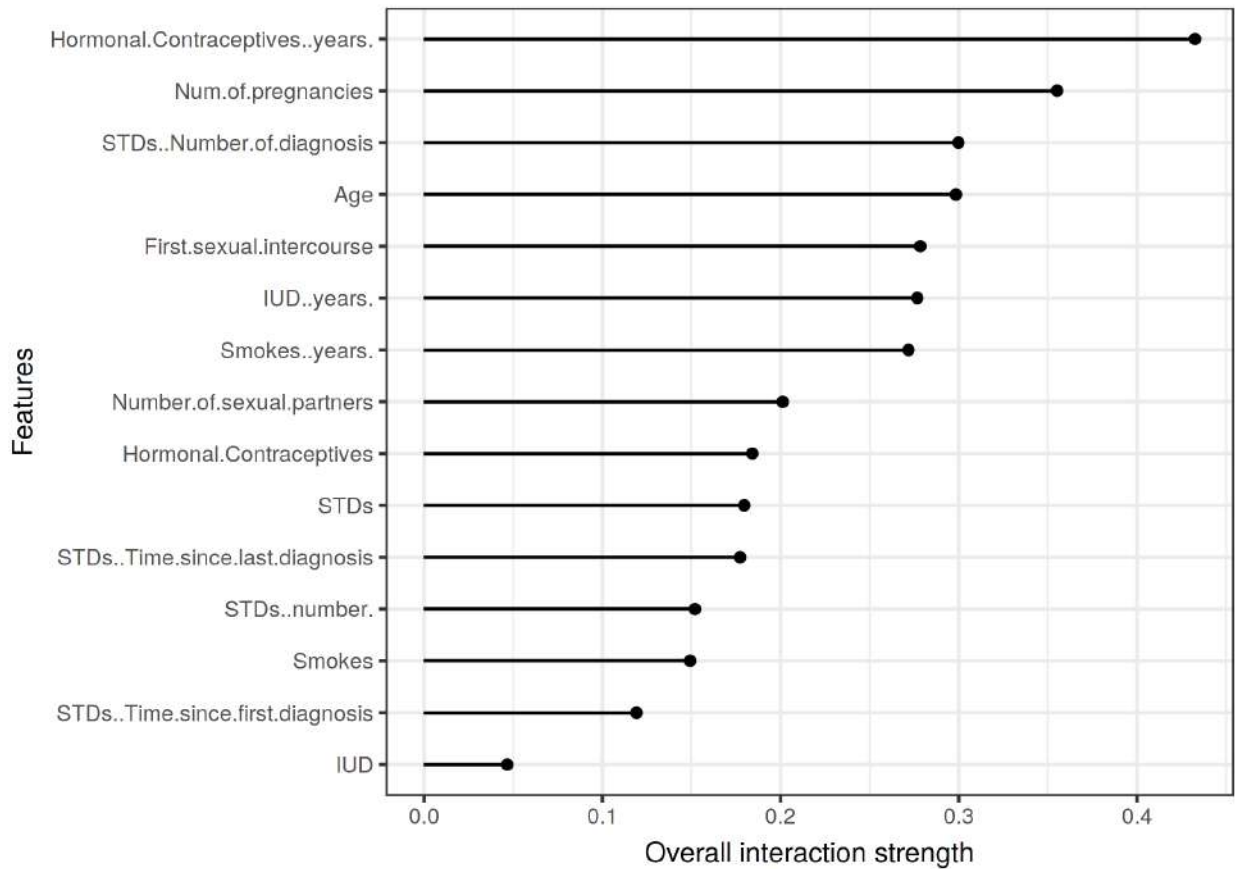 Hormonal.Contraceptives..years.
Num.of.pregnancies
STDs..Number.of.diagnosis
Age
First.sexual.intercourse
IUD..years.
Smokes..years.
Number.of.sexual.partners
Hormonal.Contraceptives
STDs
STDs..Time.since.last.diagnosis
STDs..number.
Smokes
STDs..Time.since.first.diagnosis
IUD
Features
0.0 0.1 0.2 0.3 0.4
Overall interaction strength